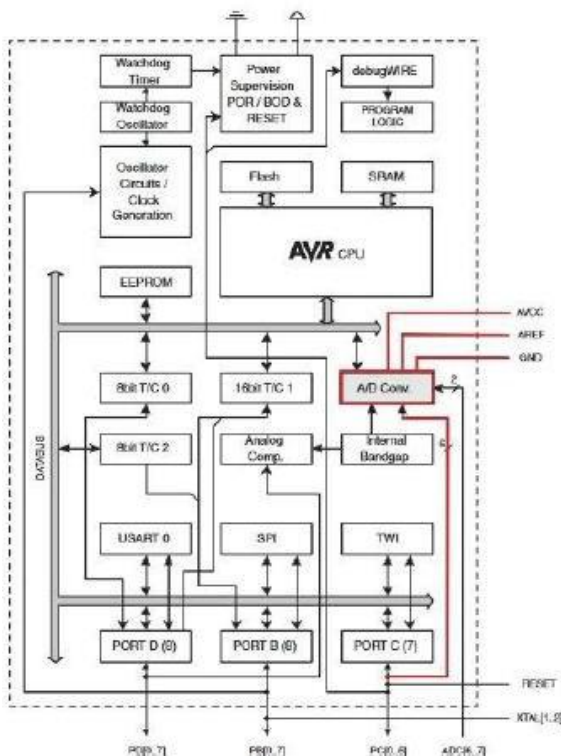 Watchdog
Timer
Power
Supervision
POR / BOD &
RESET
debugWIRE
Watchdog
Oscillator
PROGRAM
LOGIC
Oscillator
Circuits /
Clock
Generation
Flash
SRAM
AVR CPU
EEPROM
AVCC
AREF
GND
8bit T/C 0
16bit T/C 1
A/D Conv.
2
8bit T/C 2
Analog
Comp.
Internal
Bandgap
6
DATABUS
USART 0
SPI
TWI
PORT D (8)
PORT B (8)
PORT C (7)
RESET
XTAL[1..2]
PD[0..7]
PB[0..7]
PC[0..6]
ADC[6..7]